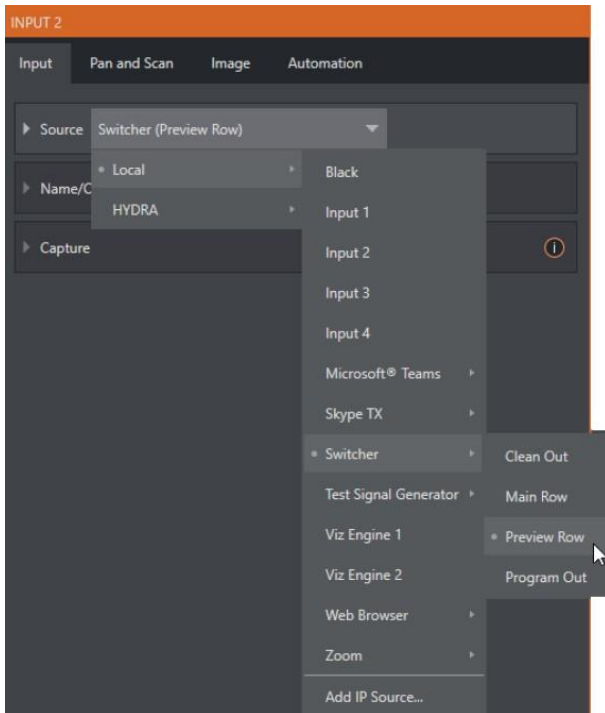 INPUT 2
Input Pan and Scan Image Automation
Source Switcher (Preview Row)
Local
HYDRA
Name/C
Capture
Black
Input 1
Input 2
Input 3
Input 4
Microsoft® Teams
Skype TX
Switcher
Test Signal Generator
Viz Engine 1
Viz Engine 2
Web Browser
Zoom
Add IP Source...
Clean Out
Main Row
Preview Row
Program Out